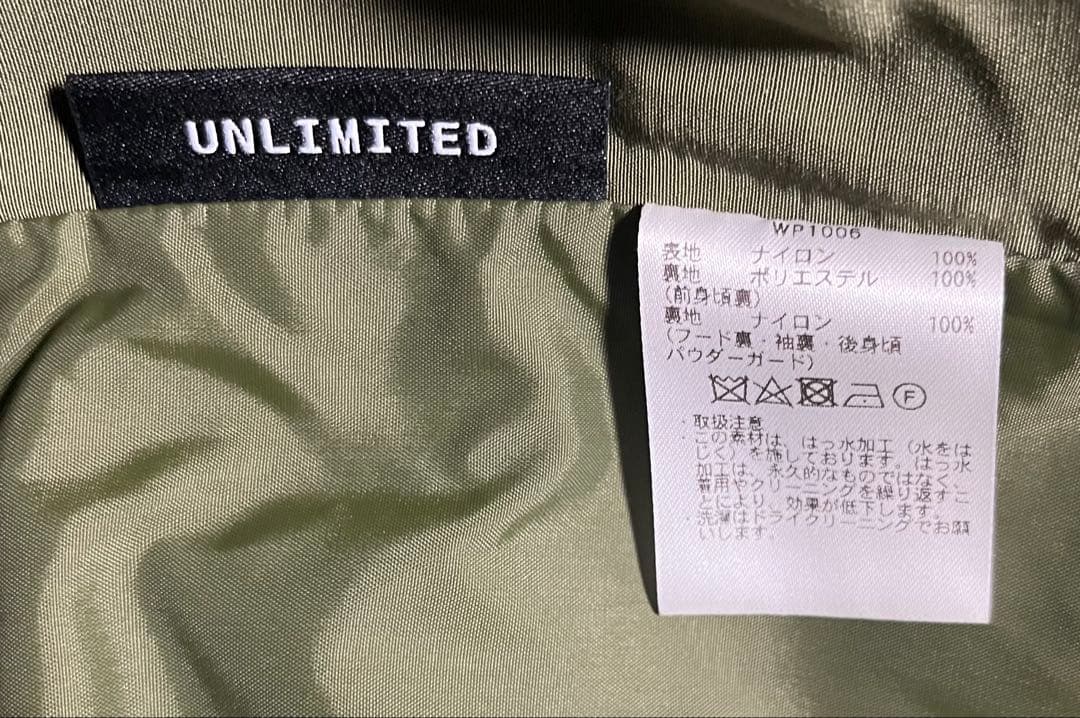 UNLIMITED
WP1006
表地 ナイロン 100%
裏地 ポリエステル 100%
(前身頃裏)
裏地 ナイロン 100%
(フード裏・袖裏・後身頃
パウダーガード)
F
・取扱注意
・この素材は、はっ水加工(水をは
じく)を施しております。はっ水
加工は、永久的なものではなく、
着用やクリーニングを繰り返すこ
とにより、効果が低下します。
・洗濯はドライクリーニングでお願
いします。